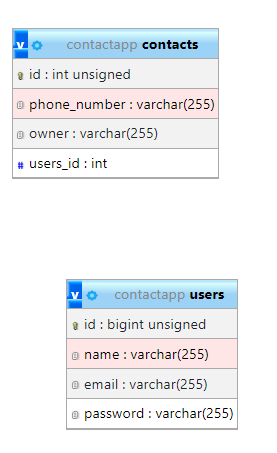 v contactapp contacts
id : int unsigned
phone_number : varchar(255)
owner : varchar(255)
# users_id : int
v contactapp users
id : bigint unsigned
name : varchar(255)
email : varchar(255)
password : varchar(255)